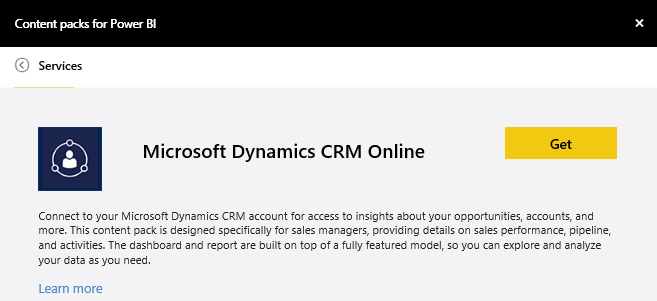 Content packs for Power BI
Services
Microsoft Dynamics CRM Online
Get
Connect to your Microsoft Dynamics CRM account for access to insights about your opportunities, accounts, and
more. This content pack is designed specifically for sales managers, providing details on sales performance, pipeline,
and activities. The dashboard and report are built on top of a fully featured model, so you can explore and analyze
your data as you need.
Learn more